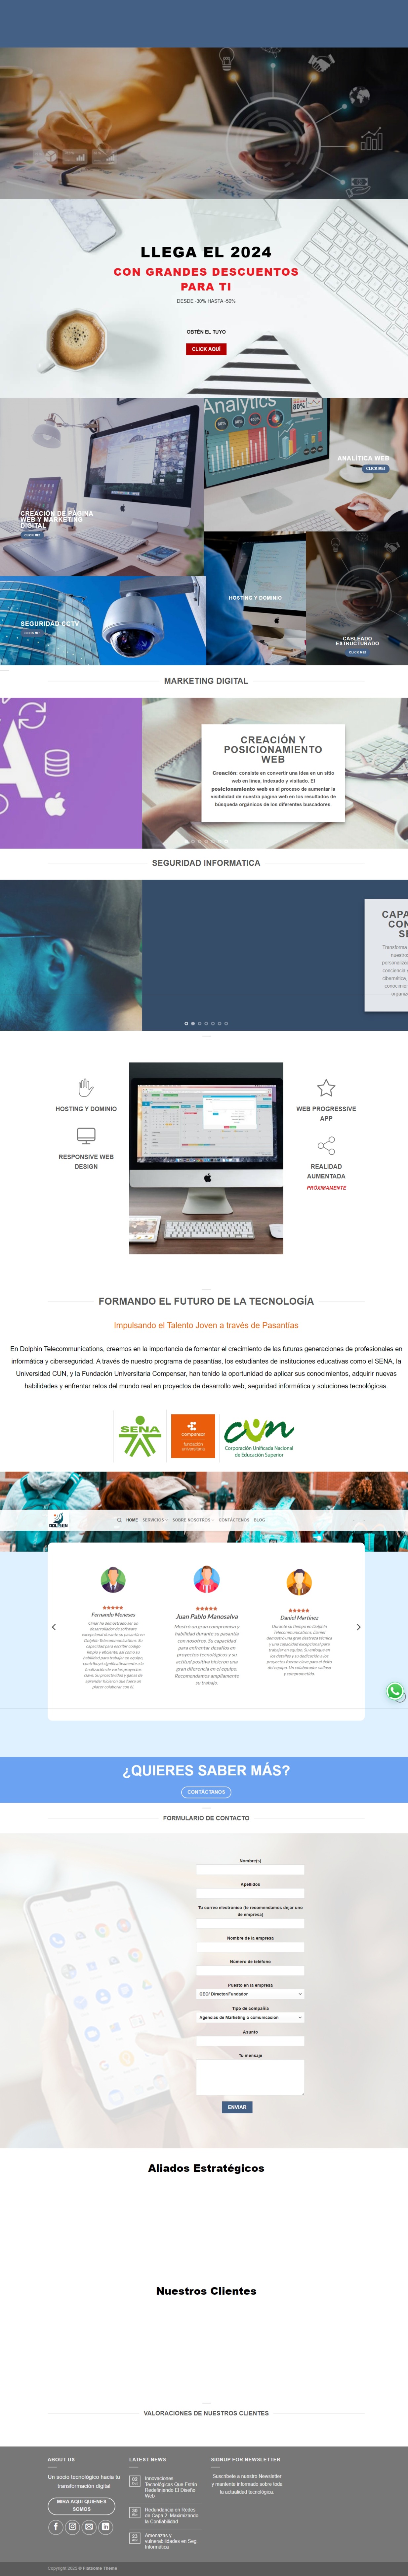 LLEGA EL 2024
CON GRANDES DESCUENTOS
PARA TI
DESDE -30% HASTA -50%
OBTÉN EL TUYO
CLICK AQUÍ
Analytics
80%
ANALÍTICA WEB
CLICK ME!
CREACIÓN DE PÁGINA
WEB Y MARKETING
DIGITAL
CLICK ME!
SEGURIDAD CCTV
CLICK ME!
HOSTING Y DOMINIO
CABLEADO
ESTRUCTURADO
CLICK ME!
MARKETING DIGITAL
CREACIÓN Y
POSICIONAMIENTO
WEB
Creación: consiste en convertir una idea en un sitio
web en línea, indexado y visitado. El
posicionamiento web es el proceso de aumentar la
visibilidad de nuestra página web en los resultados de
búsqueda orgánicos de los diferentes buscadores.
SEGURIDAD INFORMATICA
HOSTING Y DOMINIO
RESPONSIVE WEB
DESIGN
WEB PROGRESSIVE
APP
REALIDAD
AUMENTADA
PRÓXIMAMENTE
FORMANDO EL FUTURO DE LA TECNOLOGÍA
Impulsando el Talento Joven a través de Pasantías
En Dolphin Telecommunications, creemos en la importancia de fomentar el crecimiento de las futuras generaciones de profesionales en
informática y ciberseguridad. A través de nuestro programa de pasantías, los estudiantes de instituciones educativas como el SENA, la
Universidad CUN, y la Fundación Universitaria Compensar, han tenido la oportunidad de aplicar sus conocimientos, adquirir nuevas
habilidades y enfrentar retos del mundo real en proyectos de desarrollo web, seguridad informática y soluciones tecnológicas.
SENA
compensar
fundación
universitaria
cun
Corporación Unificada Nacional
de Educación Superior
DOLPHIN
HOME SERVICIOS SOBRE NOSOTROS CONTÁCTENOS BLOG
Fernando Meneses
Juan Pablo Manosalva
Mostró un gran compromiso y
habilidad durante su pasantía
con nosotros. Su capacidad
para enfrentar desafíos en
proyectos tecnológicos y su
actitud positiva hicieron una
gran diferencia en el equipo.
Recomendamos ampliamente
su trabajo.
Daniel Martinez
¿QUIERES SABER MÁS?
CONTÁCTANOS
FORMULARIO DE CONTACTO
Nombre(s)
Apellidos
Tu correo electrónico (te recomendamos dejar uno
de empresa)
Nombre de la empresa
Número de teléfono
Puesto en la empresa
CEO/ Director/Fundador
Tipo de compañía
Agencias de Marketing o comunicación
Asunto
Tu mensaje
ENVIAR
Aliados Estratégicos
Nuestros Clientes
VALORACIONES DE NUESTROS CLIENTES
ABOUT US
Un socio tecnológico hacia tu
transformación digital
MIRA AQUI QUIENES
SOMOS
LATEST NEWS
Innovaciones
Tecnológicas Que Están
Redefiniendo El Diseño
Web
Redundancia en Redes
de Capa 2: Maximizando
la Confiabilidad
Amenazas y
vulnerabilidades en Seg
Informática
SIGNUP FOR NEWSLETTER
Suscríbete a nuestro Newsletter
y mantente informado sobre toda
la actualidad tecnológica
Copyright 2025 © Flatsome Theme